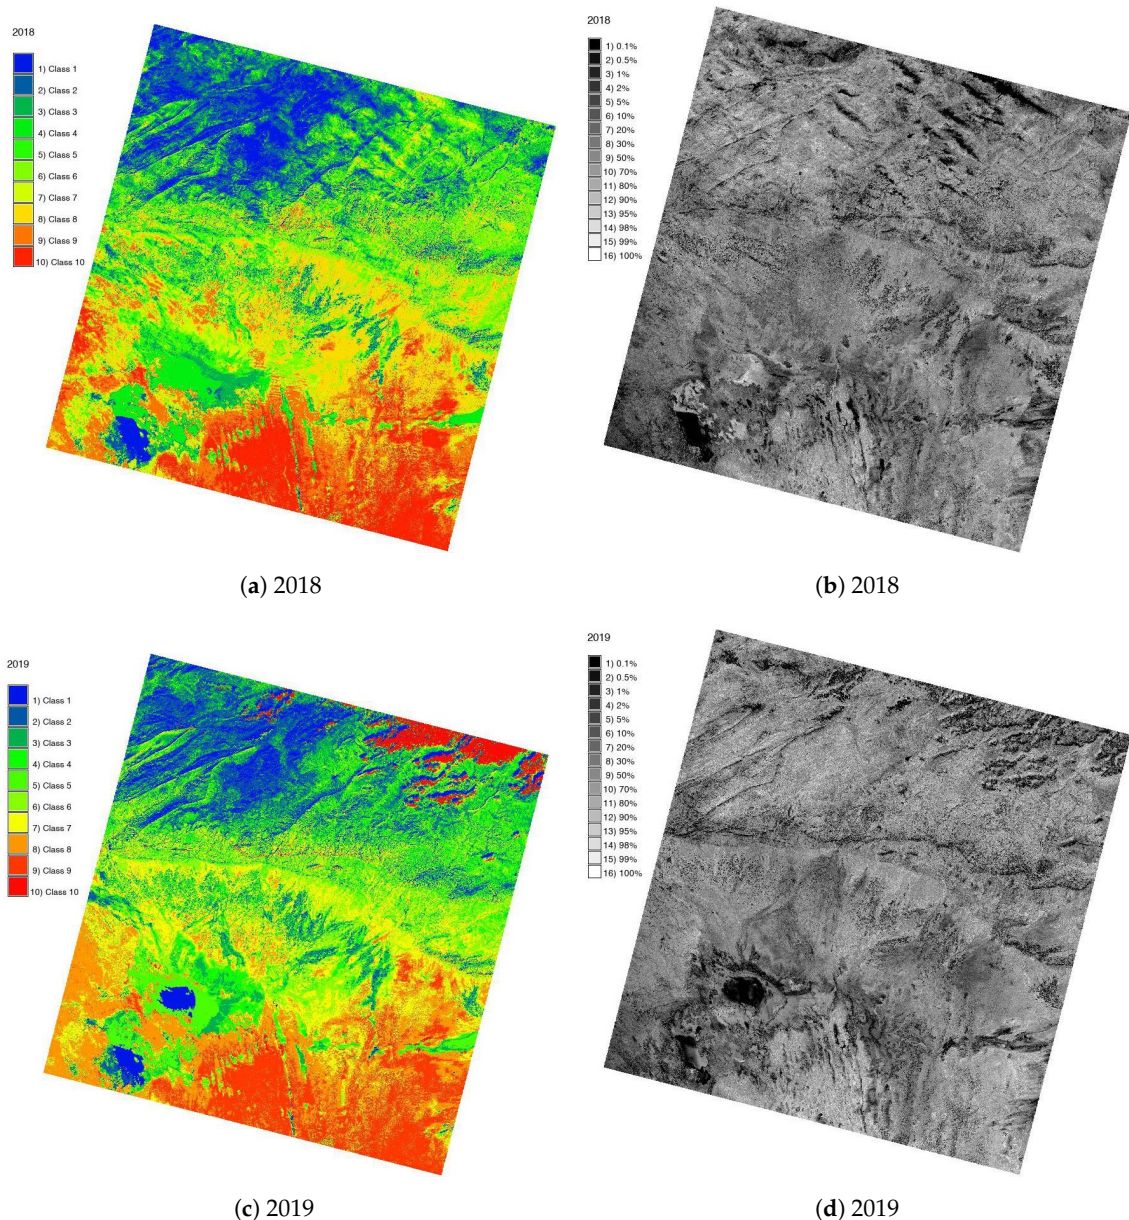 2018
1) Class 1
2) Class 2
3) Class 3
4) Class 4
5) Class 5
6) Class 6
7) Class 7
8) Class 8
9) Class 9
10) Class 10
(a) 2018
2018
1) 0.1%
2) 0.5%
3) 1%
4) 2%
5) 5%
6) 10%
7) 20%
8) 30%
9) 50%
10) 70%
11) 80%
12) 90%
13) 95%
14) 98%
15) 99%
16) 100%
(b) 2018
2019
1) Class 1
2) Class 2
3) Class 3
4) Class 4
5) Class 5
6) Class 6
7) Class 7
8) Class 8
9) Class 9
10) Class 10
(c) 2019
2019
1) 0.1%
2) 0.5%
3) 1%
4) 2%
5) 5%
6) 10%
7) 20%
8) 30%
9) 50%
10) 70%
11) 80%
12) 90%
13) 95%
14) 98%
15) 99%
16) 100%
(d) 2019